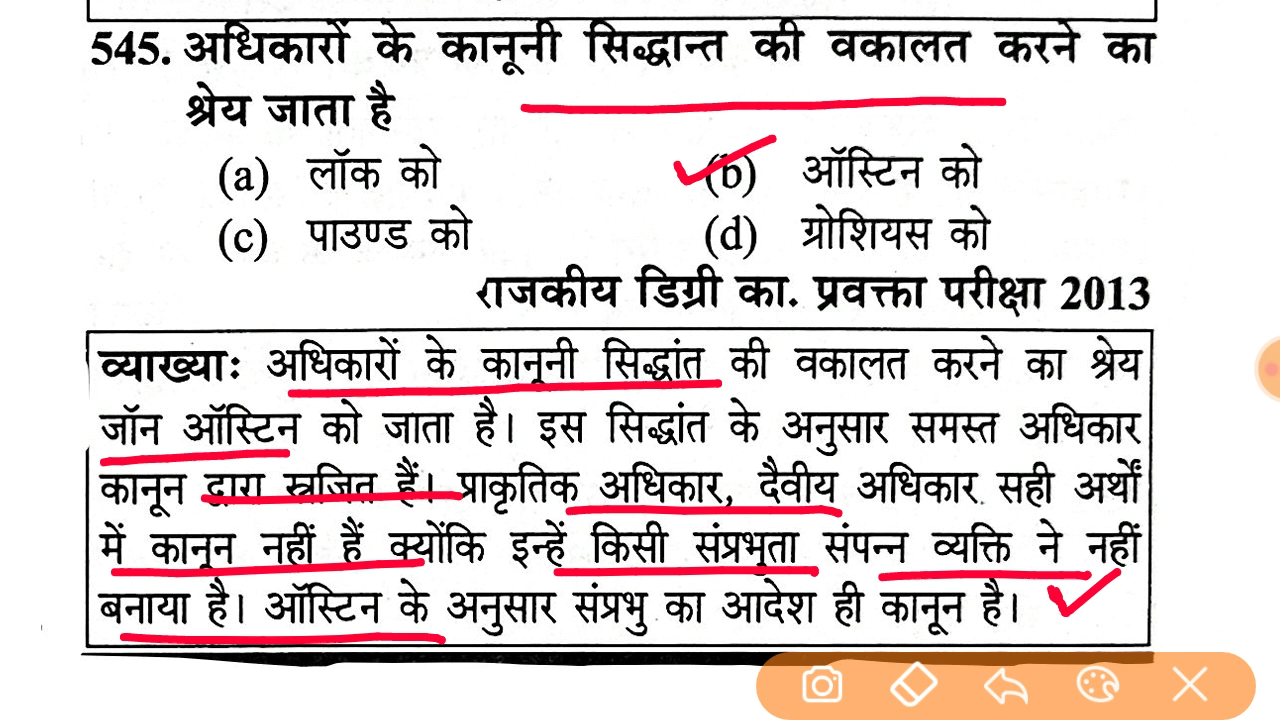 545. अधिकारों के कानूनी सिद्धान्त की वकालत करने का
श्रेय जाता है
(a) लॉक को (b) ऑस्टिन को
(c) पाउण्ड को (d) ग्रोशियस को
राजकीय डिग्री का. प्रवक्ता परीक्षा 2013
व्याख्याः अधिकारों के कानूनी सिद्धांत की वकालत करने का श्रेय
जॉन ऑस्टिन को जाता है। इस सिद्धांत के अनुसार समस्त अधिकार
कानून द्वारा स्त्रजित हैं। प्राकृतिक अधिकार, दैवीय अधिकार सही अर्थों
में कानून नहीं हैं क्योंकि इन्हें किसी संप्रभुता संपन्न व्यक्ति ने नहीं
बनाया है। ऑस्टिन के अनुसार संप्रभु का आदेश ही कानून है।